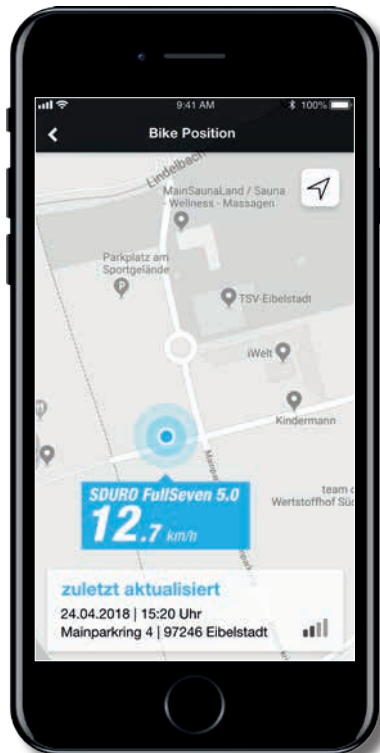 9:41 AM
100%
Bike Position
Lindelbach
MainSaunaLand / Sauna
- Wellness - Massagen
Parkplatz am
Sportgelände
P
TSV-Eibelstadt
iWelt
Kindermann
team
Wertstoffhof Süd
SDURO FullSeven 5.0
12.7 km/h
zuletzt aktualisiert
24.04.2018 | 15:20 Uhr
Mainparkring 4 | 97246 Eibelstadt